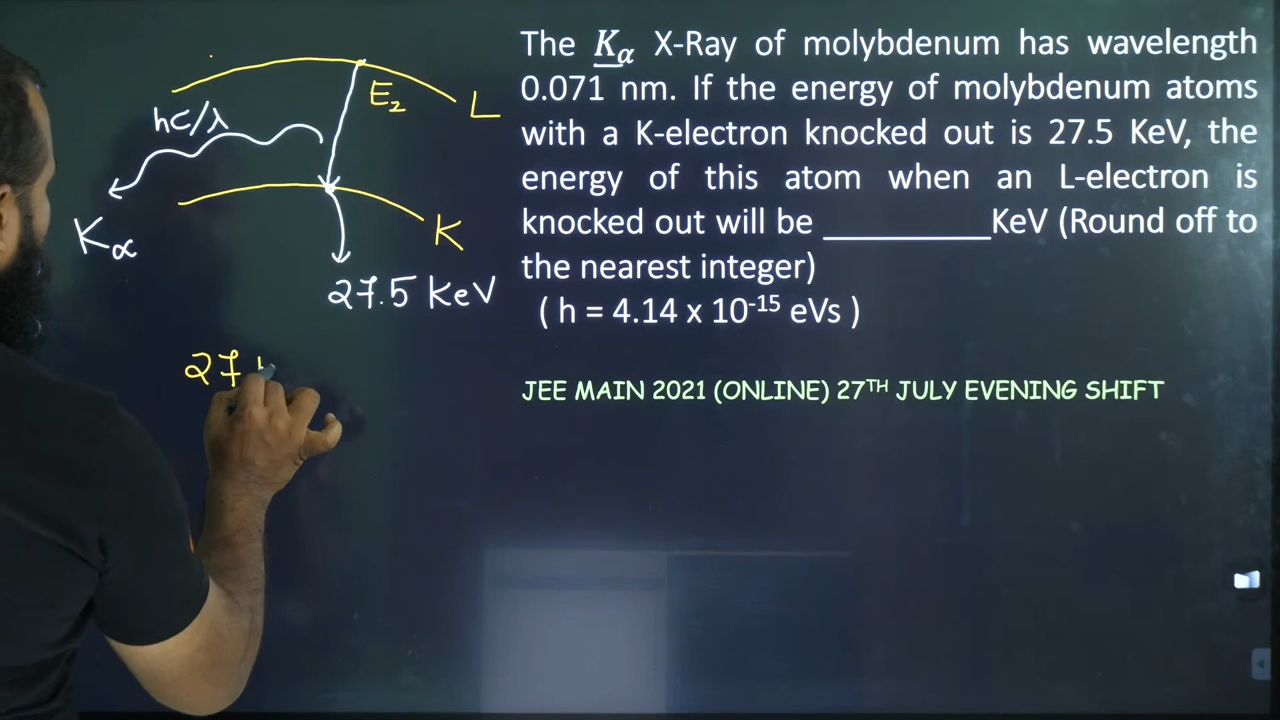 The Kα X-Ray of molybdenum has wavelength
0.071 nm. If the energy of molybdenum atoms
with a K-electron knocked out is 27.5 KeV, the
energy of this atom when an L-electron is
knocked out will be __________KeV (Round off to
the nearest integer)
( h = 4.14 x 10⁻¹⁵ eVs )
JEE MAIN 2021 (ONLINE) 27ᵀᴴ JULY EVENING SHIFT
E₂
L
hc/λ
K
Kα
27.5 KeV
27